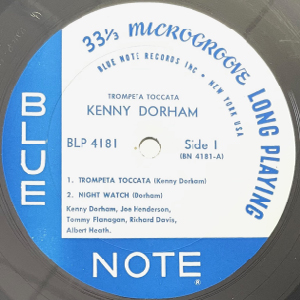 33⅓ MICROGROOVE LONG PLAYING
BLUE NOTE RECORDS INC • NEW YORK USA
TROMPETA TOCCATA
KENNY DORHAM
BLP 4181
Side 1
(BN 4181-A)
1. TROMPETA TOCCATA (Kenny Dorham)
2. NIGHT WATCH (Dorham)
Kenny Dorham, Joe Henderson,
Tommy Flanagan, Richard Davis,
Albert Heath.
BLUE
NOTE
®